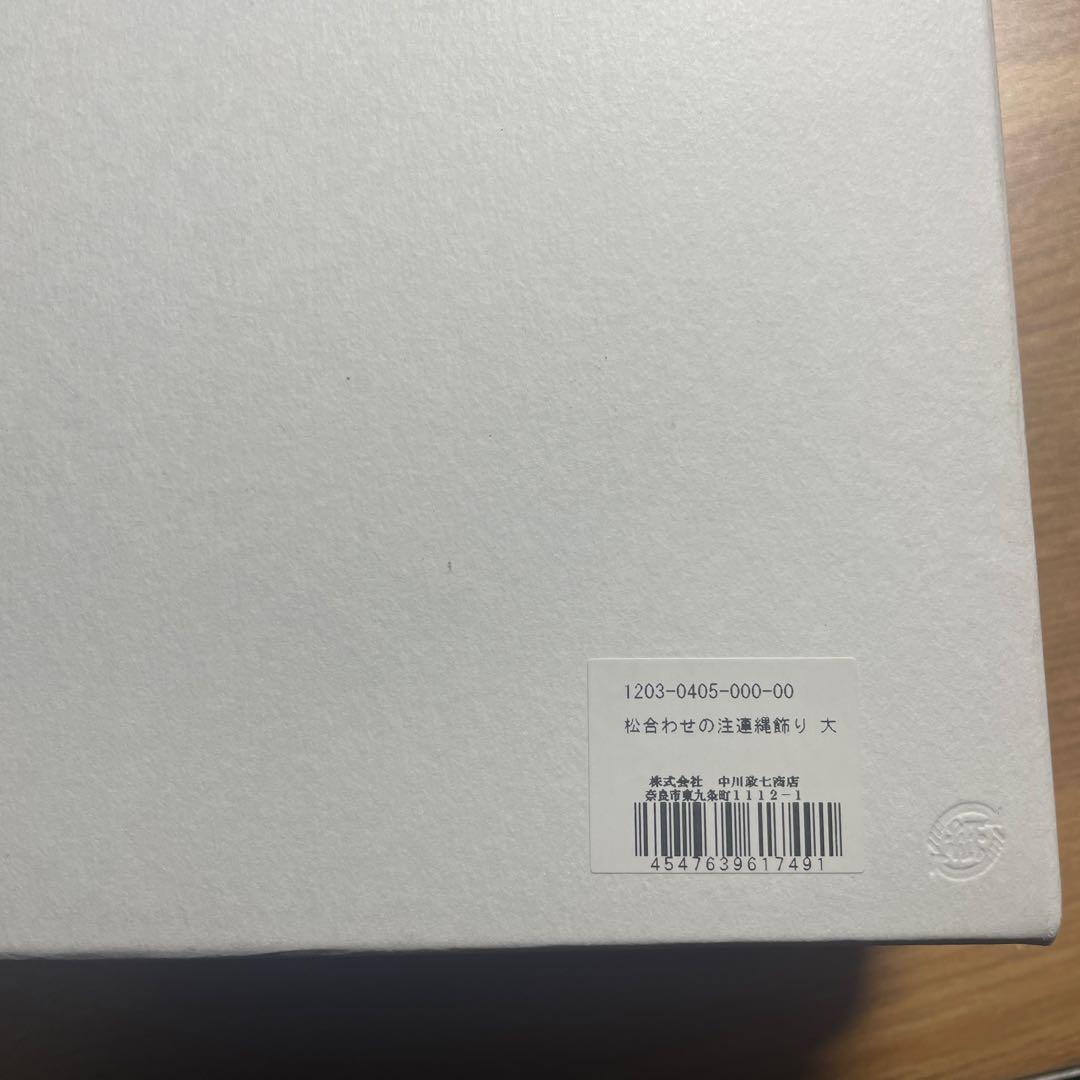 1203-0405-000-00
松合わせの注連縄飾り 大
株式会社 中川政七商店
奈良市東九条町1112-1
4547639617491